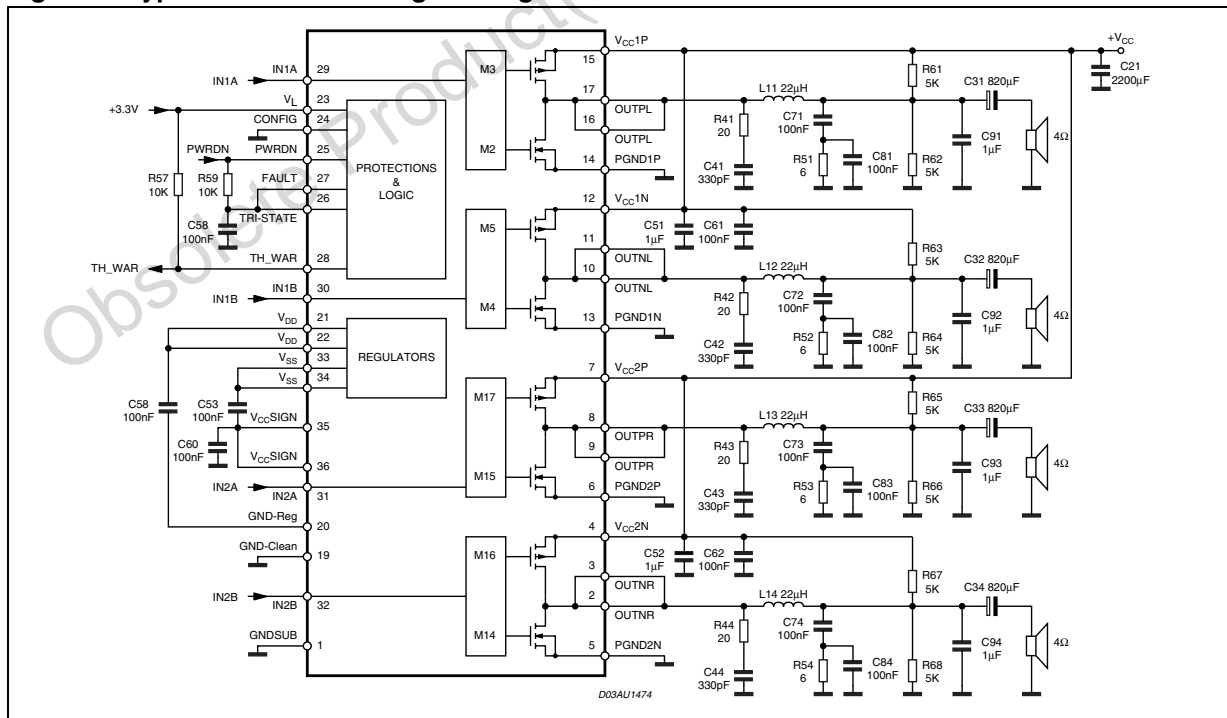 Obsolete Product(
+3.3V
PWRDN
R57
10K
R59
10K
C58
100nF
TH_WAR
IN1A
IN1A
29
VL
23
CONFIG
24
PWRDN
25
FAULT
27
26
TRI-STATE
TH_WAR
28
IN1B
IN1B
30
VDD
21
VDD
22
VSS
33
VSS
34
C58
100nF
C53
100nF
C60
100nF
VCCSIGN
35
VCCSIGN
36
IN2A
IN2A
31
GND-Reg
20
GND-Clean
19
IN2B
IN2B
32
GNDSUB
1
PROTECTIONS
&
LOGIC
REGULATORS
M3
M2
M5
M4
M17
M15
M16
M14
15
VCC1P
17
OUTPL
16
OUTPL
14
PGND1P
12
VCC1N
11
OUTNL
10
OUTNL
13
PGND1N
7
VCC2P
8
OUTPR
9
OUTPR
6
PGND2P
4
VCC2N
3
OUTNR
2
OUTNR
5
PGND2N
+VCC
C21
2200µF
L11 22µH
R41
20
C41
330pF
C71
100nF
R51
6
C81
100nF
R61
5K
R62
5K
C31 820µF
C91
1µF
4Ω
C51
1µF
C61
100nF
L12 22µH
R42
20
C42
330pF
C72
100nF
R52
6
C82
100nF
R63
5K
R64
5K
C32 820µF
C92
1µF
4Ω
L13 22µH
R43
20
C43
330pF
C73
100nF
R53
6
C83
100nF
R65
5K
R66
5K
C33 820µF
C93
1µF
4Ω
C52
1µF
C62
100nF
L14 22µH
R44
20
C44
330pF
C74
100nF
R54
6
C84
100nF
R67
5K
R68
5K
C34 820µF
C94
1µF
4Ω
D03AU1474